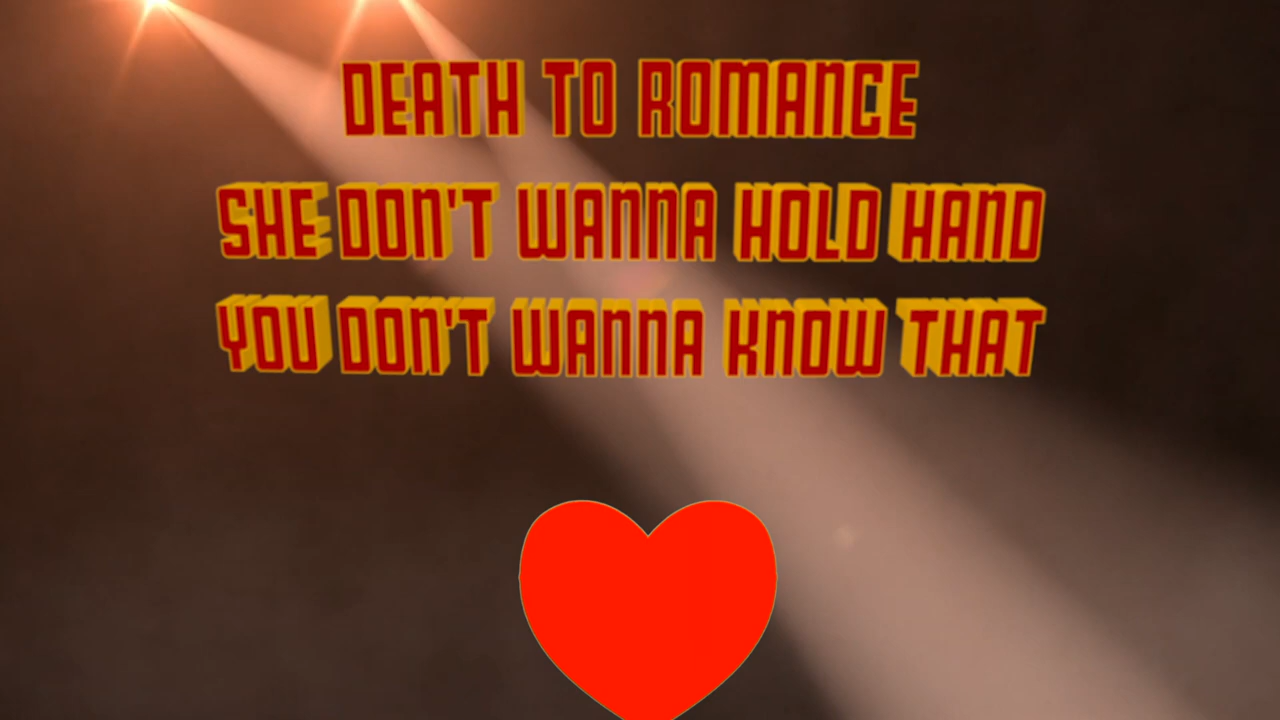 DEATH TO ROMANCE
SHE DON'T WANNA HOLD HAND
YOU DON'T WANNA KNOW THAT